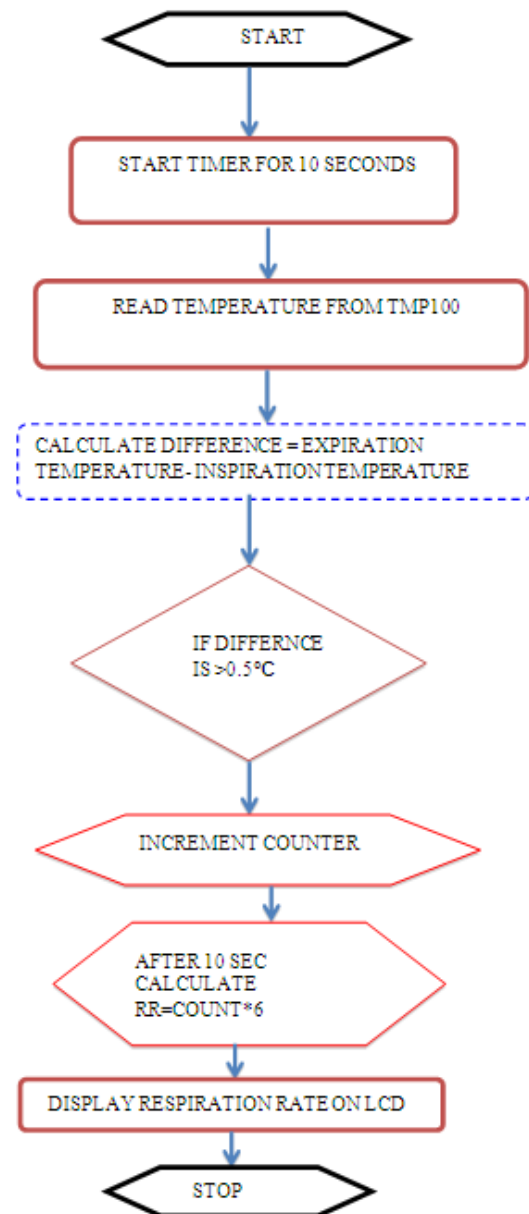 START
START TIMER FOR 10 SECONDS
READ TEMPERATURE FROM TMP100
CALCULATE DIFFERENCE = EXPIRATION
TEMPERATURE- INSPIRATION TEMPERATURE
IF DIFFERNCE
IS >0.5°C
INCREMENT COUNTER
AFTER 10 SEC
CALCULATE
RR=COUNT*6
DISPLAY RESPIRATION RATE ON LCD
STOP